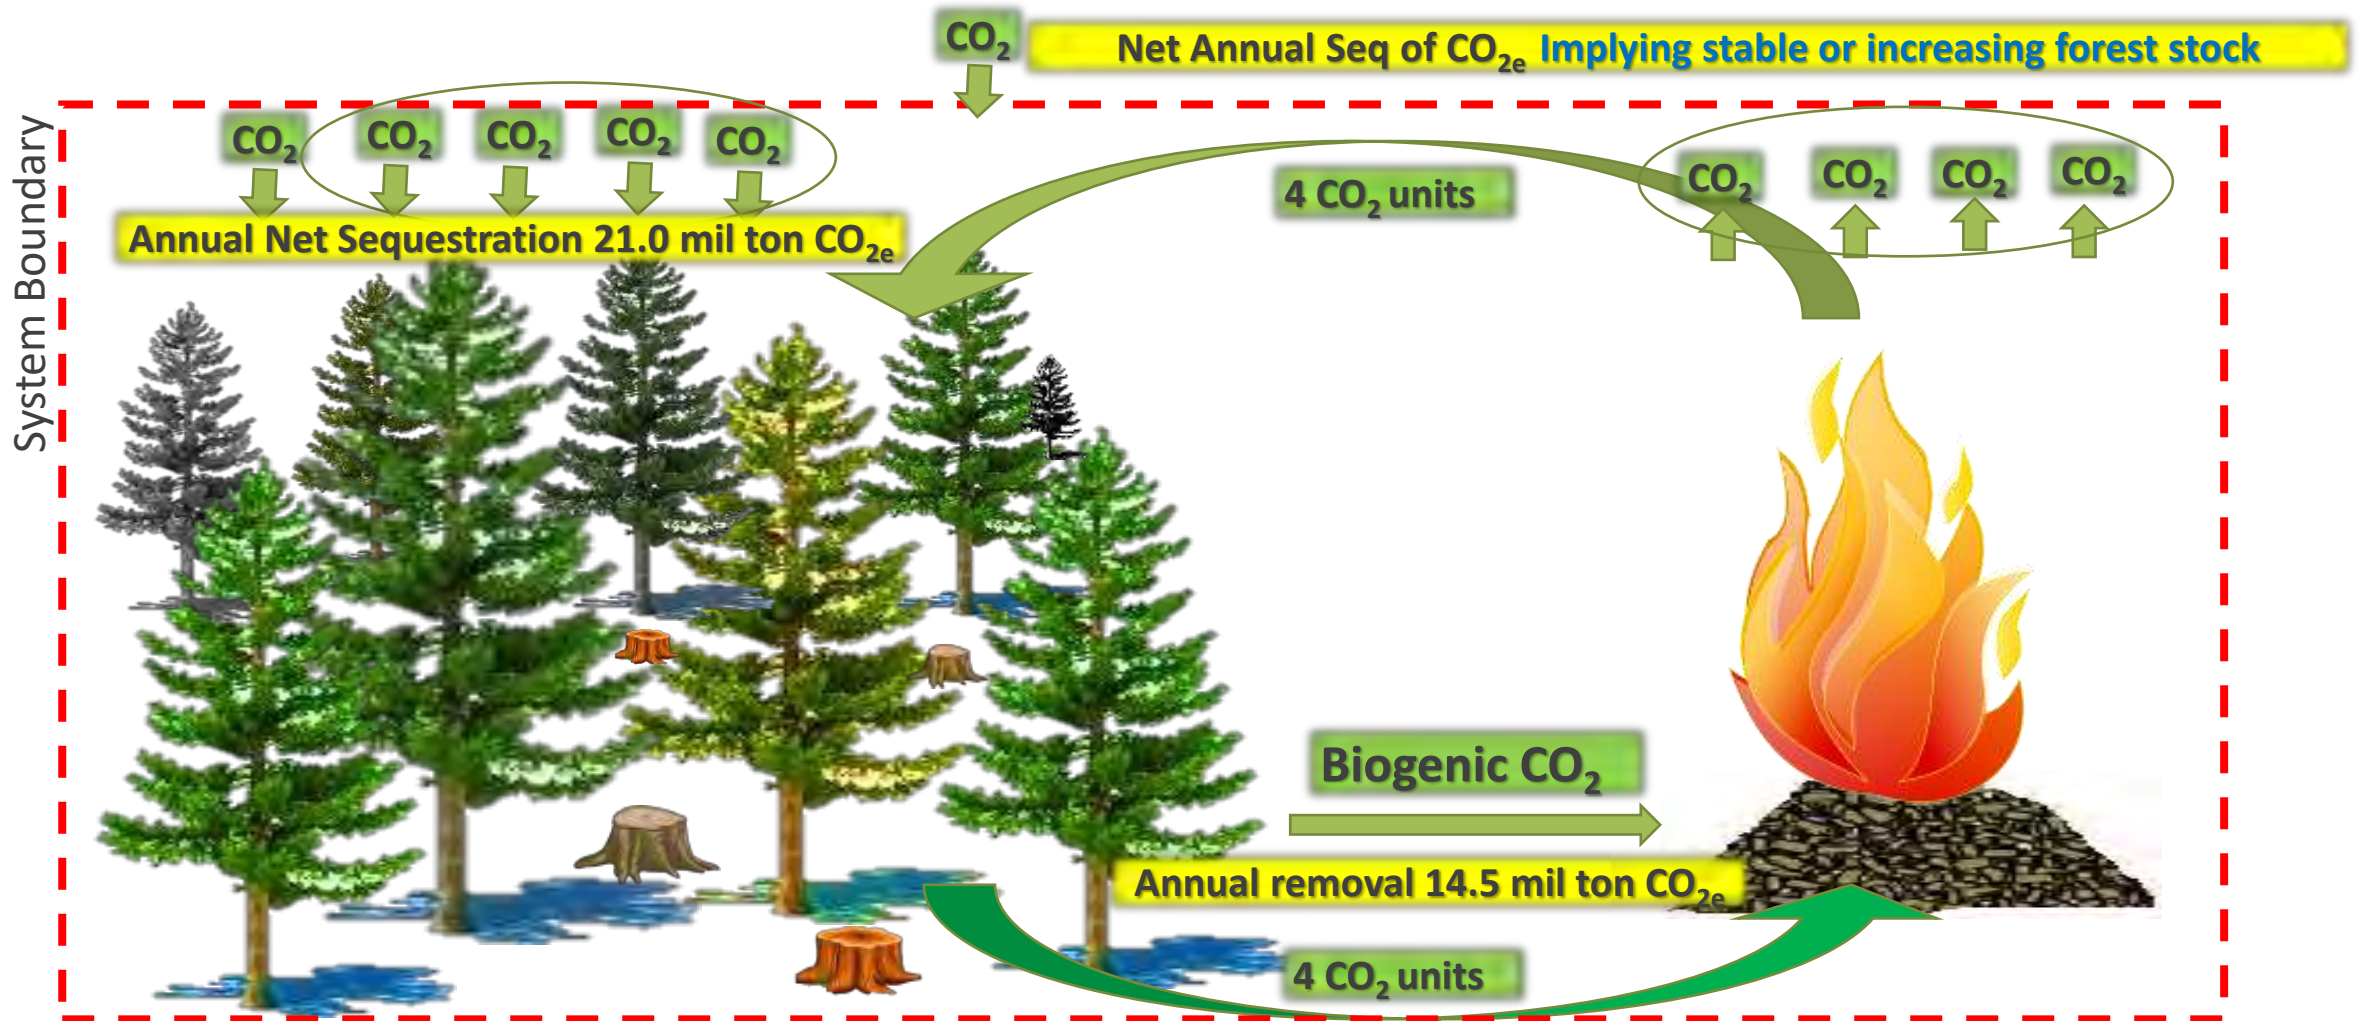 CO2
Net Annual Seq of CO2e Implying stable or increasing forest stock
System Boundary
CO2 CO2 CO2 CO2 CO2
CO2 CO2 CO2 CO2
4 CO2 units
Annual Net Sequestration 21.0 mil ton CO2e
Biogenic CO2
Annual removal 14.5 mil ton CO2e
4 CO2 units